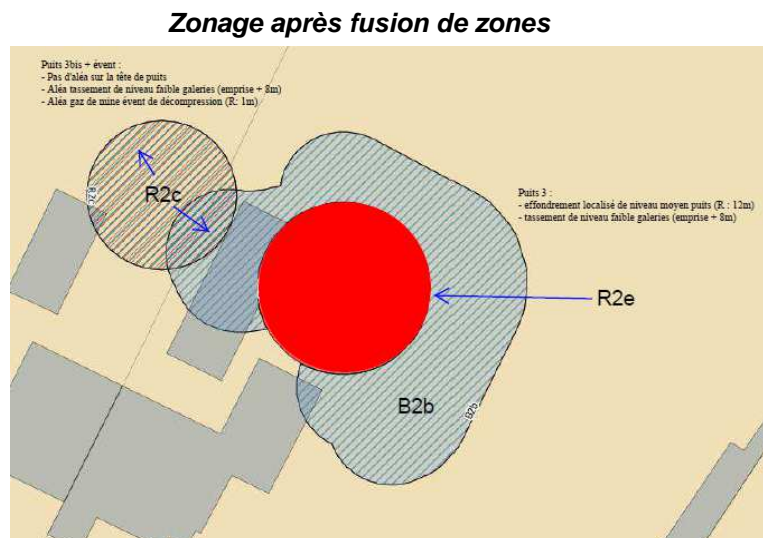 Zonage après fusion de zones
Puits 3bis + évent :
- Pas d'aléa sur la tête de puits
- Aléa tassement de niveau faible galeries (emprise + 8m)
- Aléa gaz de mine évent de décompression (R: 1m)
R2c
R2c
Puits 3 :
- effondrement localisé de niveau moyen puits (R : 12m)
- tassement de niveau faible galeries (emprise + 8m)
R2e
B2b
B2b